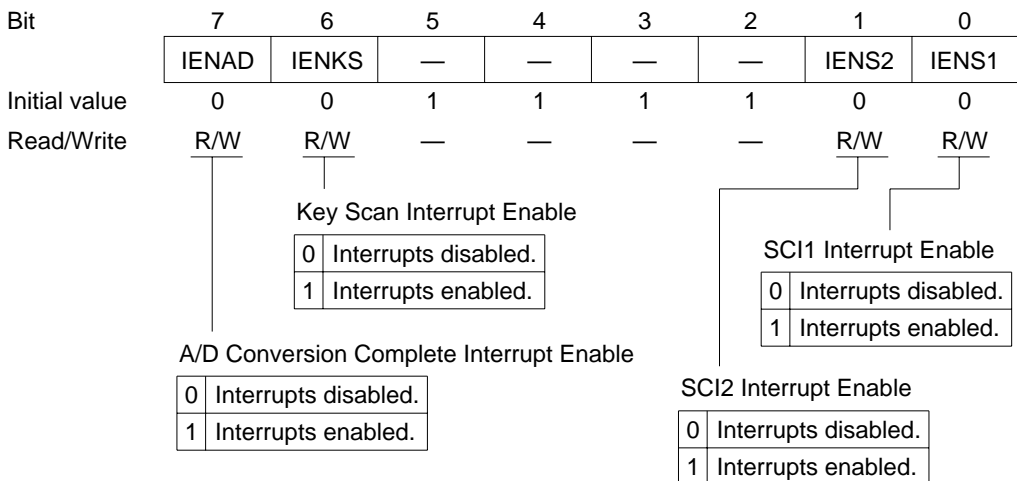 Bit 7 6 5 4 3 2 1 0
IENAD IENKS — — — — IENS2 IENS1
Initial value 0 0 1 1 1 1 0 0
Read/Write R/W R/W — — — — R/W R/W
Key Scan Interrupt Enable
0 Interrupts disabled.
1 Interrupts enabled.
SCI1 Interrupt Enable
0 Interrupts disabled.
1 Interrupts enabled.
A/D Conversion Complete Interrupt Enable
0 Interrupts disabled.
1 Interrupts enabled.
SCI2 Interrupt Enable
0 Interrupts disabled.
1 Interrupts enabled.